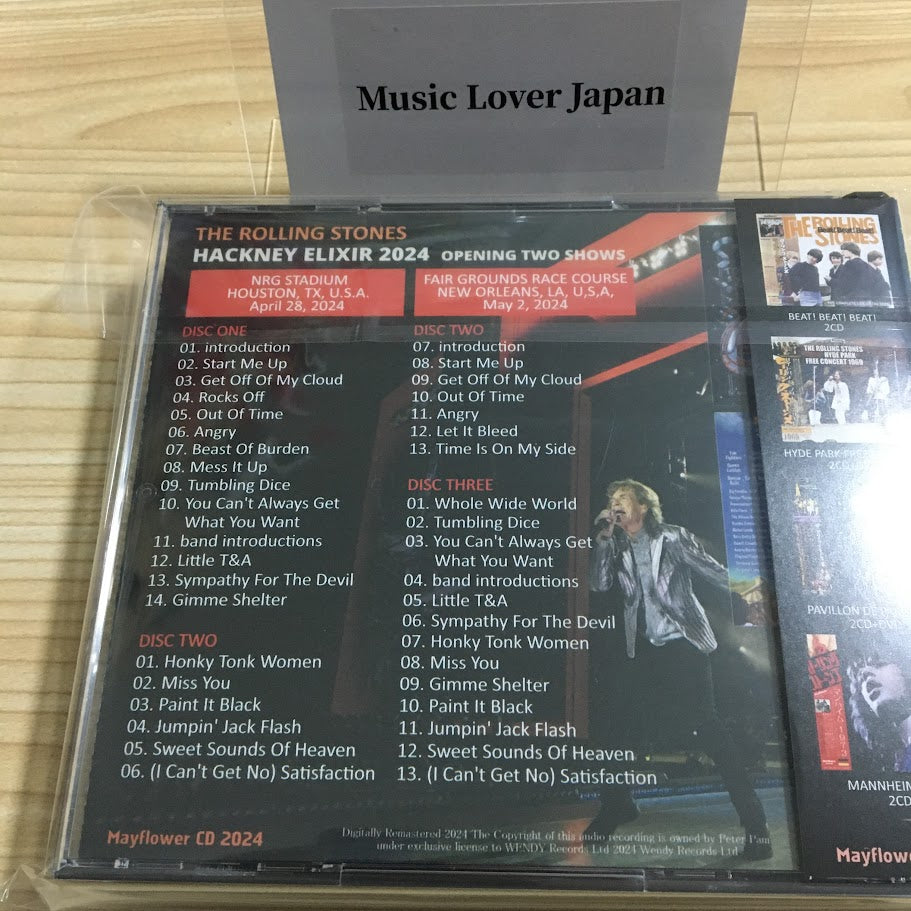 Music Lover Japan
THE ROLLING STONES
HACKNEY ELIXIR 2024 OPENING TWO SHOWS
NRG STADIUM
HOUSTON, TX, U.S.A.
April 28, 2024
DISC ONE
01. introduction
02. Start Me Up
03. Get Off Of My Cloud
04. Rocks Off
05. Out Of Time
06. Angry
07. Beast Of Burden
08. Mess It Up
09. Tumbling Dice
10. You Can't Always Get
What You Want
11. band introductions
12. Little T&A
13. Sympathy For The Devil
14. Gimme Shelter
DISC TWO
01. Honky Tonk Women
02. Miss You
03. Paint It Black
04. Jumpin' Jack Flash
05. Sweet Sounds Of Heaven
06. (I Can't Get No) Satisfaction
FAIR GROUNDS RACE COURSE
NEW ORLEANS, LA, U,S,A,
May 2, 2024
DISC TWO
07. introduction
08. Start Me Up
09. Get Off Of My Cloud
10. Out Of Time
11. Angry
12. Let It Bleed
13. Time Is On My Side
DISC THREE
01. Whole Wide World
02. Tumbling Dice
03. You Can't Always Get
What You Want
04. band introductions
05. Little T&A
06. Sympathy For The Devil
07. Honky Tonk Women
08. Miss You
09. Gimme Shelter
10. Paint It Black
11. Jumpin' Jack Flash
12. Sweet Sounds Of Heaven
13. (I Can't Get No) Satisfaction
Mayflower CD 2024
Digitally Remastered 2024 The Copyright of this audio recording is owned by Peter Pam
under exclusive license to WENDY Records Ltd 2024 Wendy Records Ltd
THE ROLLING
STONES
BEAT! BEAT! BEAT!
2CD
THE ROLLING STONES
HYDE PARK
FREE CONCERT 1969
HYDE PARK
2CD
PAVILLON
2CD+DVD
MANNHEIM
2CD
Mayflow